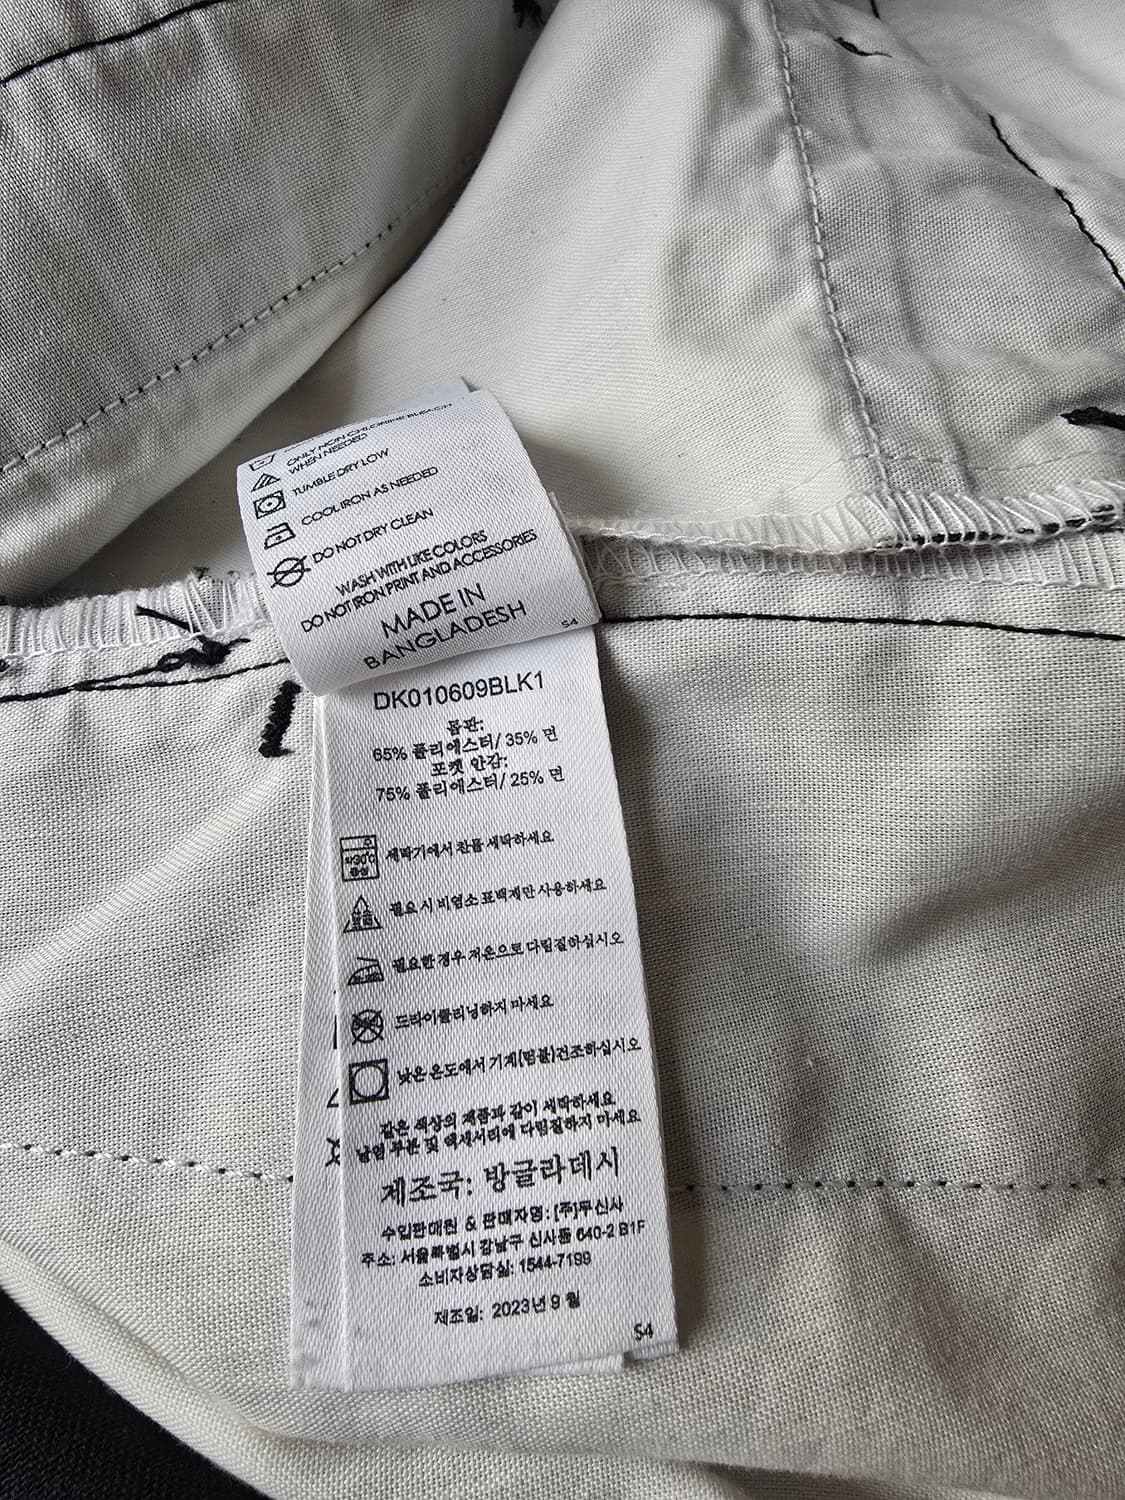 ONLY NON CHLORINE BLEACH
WHEN NEEDED
TUMBLE DRY LOW
COOL IRON AS NEEDED
DO NOT DRY CLEAN
WASH WITH LIKE COLORS
DO NOT IRON PRINT AND ACCESSORIES
MADE IN
BANGLADESH
S4
DK010609BLK1
몸판:
65% 폴리에스터/ 35% 면
포켓 안감:
75% 폴리에스터/ 25% 면
약30℃
중성
세탁기에서 찬물 세탁하세요
필요시 비염소 표백제만 사용하세요
필요한 경우 저온으로 다림질하십시오
드라이클리닝하지 마세요
낮은 온도에서 기계(텀블)건조하십시오
같은 색상의 제품과 같이 세탁하세요
날염 부분 및 액세서리에 다림질하지 마세요
제조국: 방글라데시
수입판매원 & 판매자명: [주]무신사
주소: 서울특별시 강남구 신사동 640-2 B1F
소비자상담실: 1544-7199
제조일: 2023년 9 월
S4